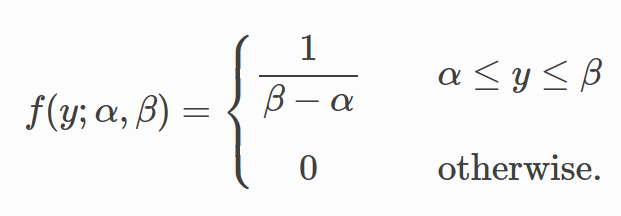 f(y; α, β) = { 1/(β − α)   α ≤ y ≤ β
0   otherwise.